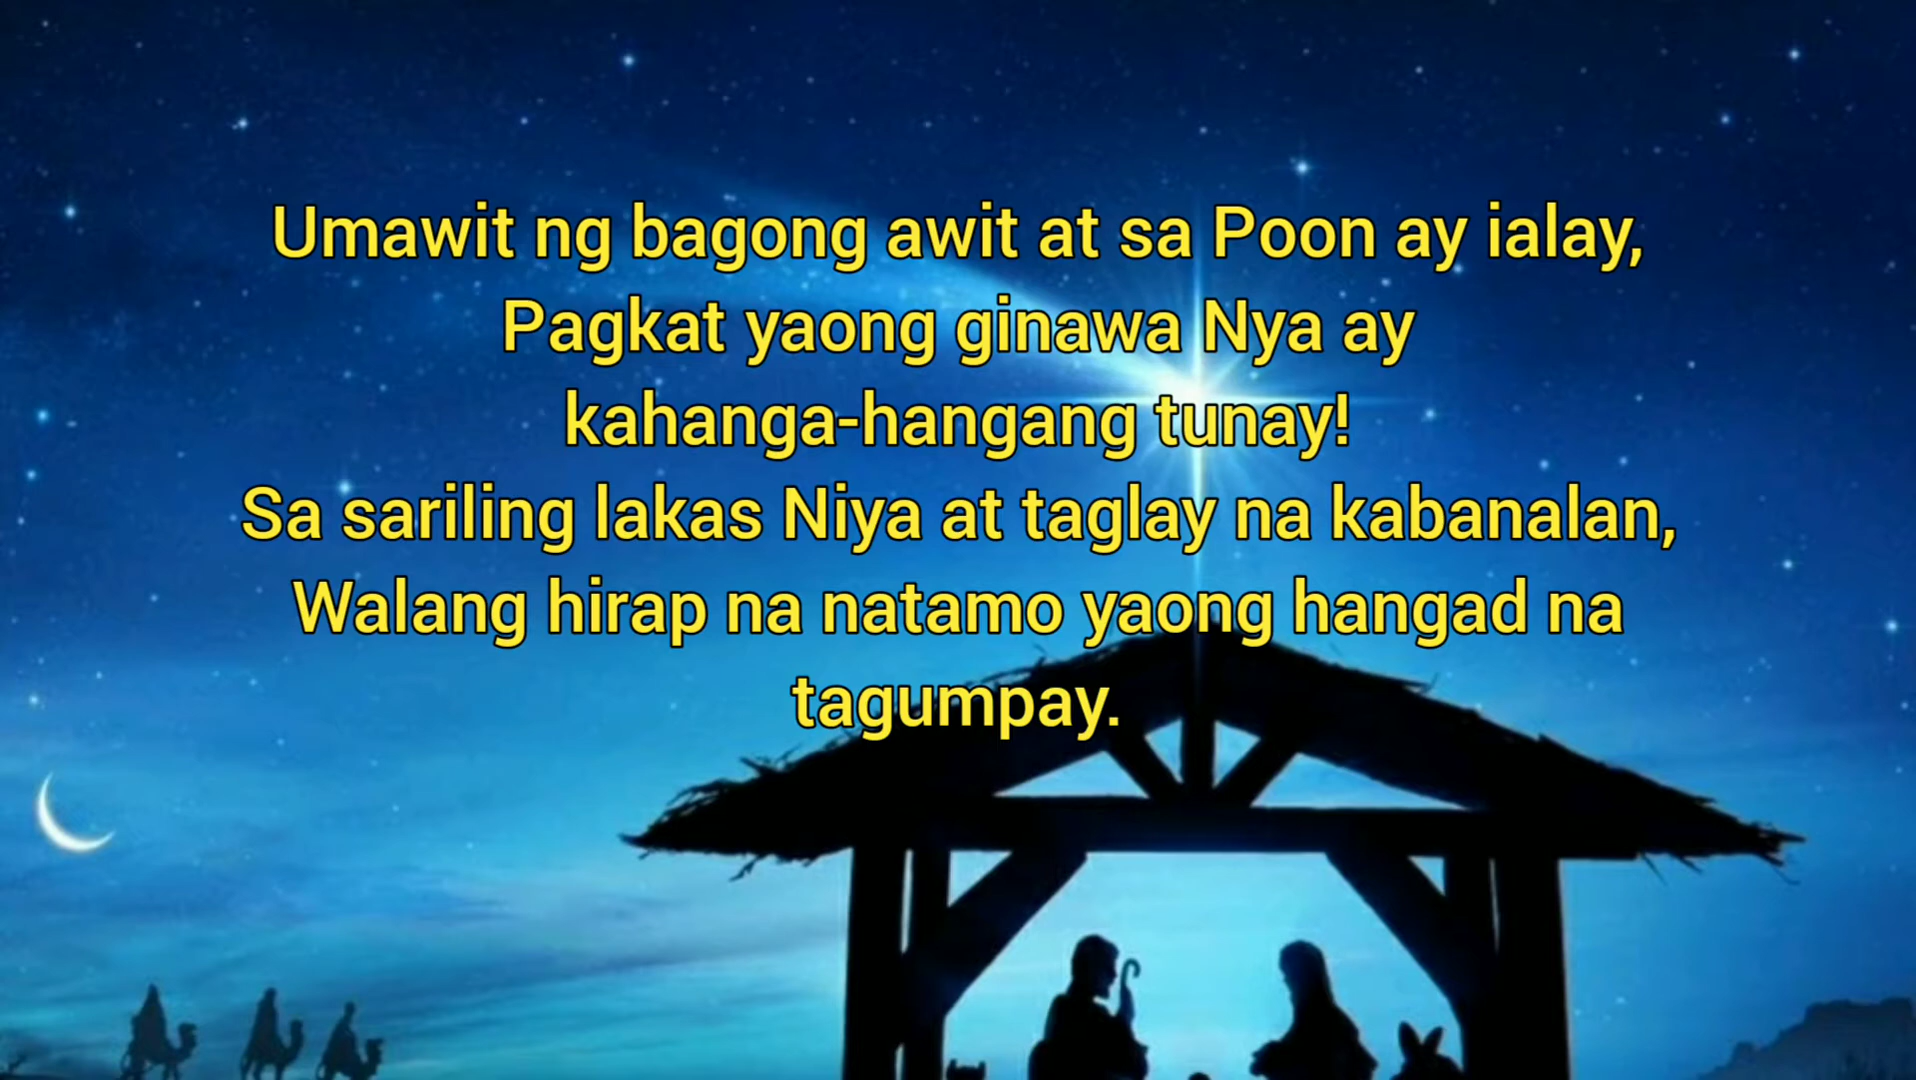 Umawit ng bagong awit at sa Poon ay ialay,
Pagkat yaong ginawa Nya ay
kahanga-hangang tunay!
Sa sariling lakas Niya at taglay na kabanalan,
Walang hirap na natamo yaong hangad na
tagumpay.